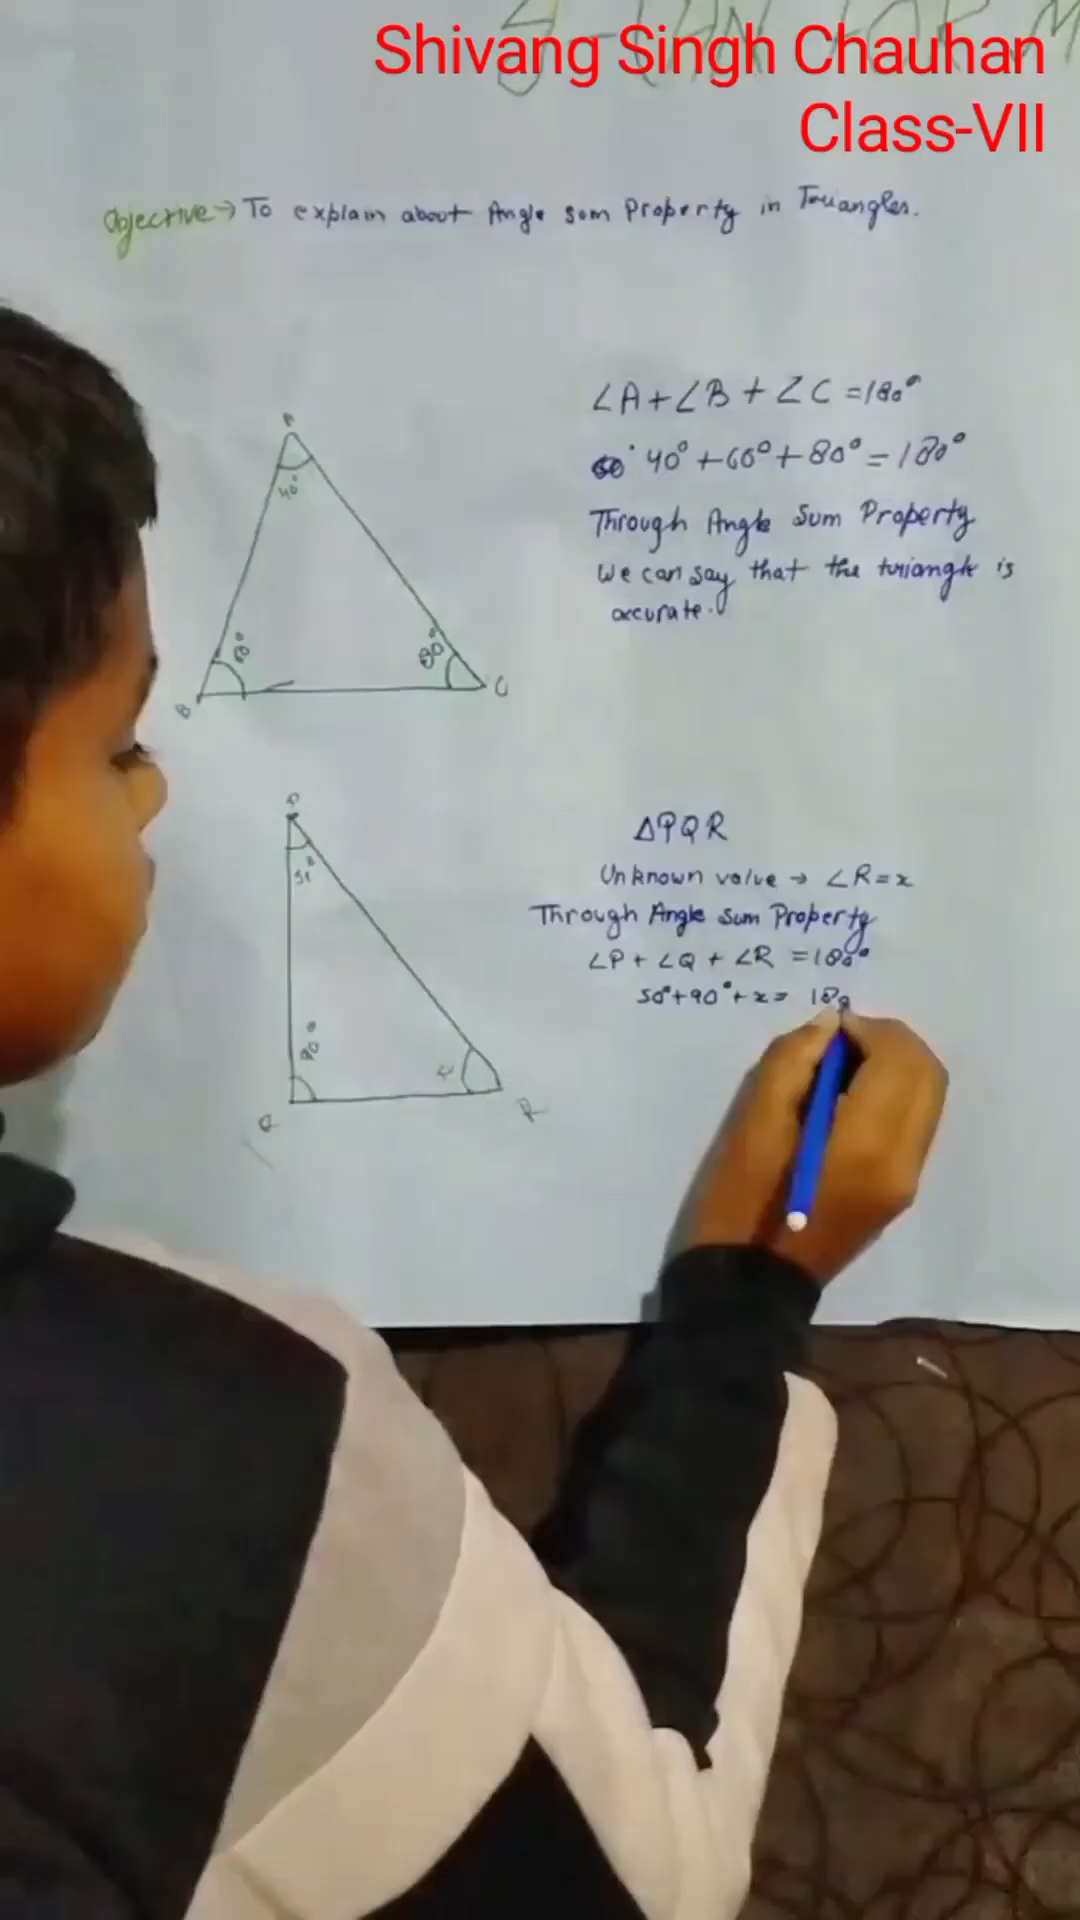 Shivang Singh Chauhan
Class-VII
Objective→ To explain about Angle sum Property in Triangles.
∠A+∠B+∠C=180°
40°+60°+80°=180°
Through Angle Sum Property
We can say that the triangle is
accurate.
A
40°
60°
80°
B
C
△PQR
Unknown value → ∠R=x
Through Angle Sum Property
∠P+∠Q+∠R=180°
50°+90°+x= 180
P
90°
Q
R